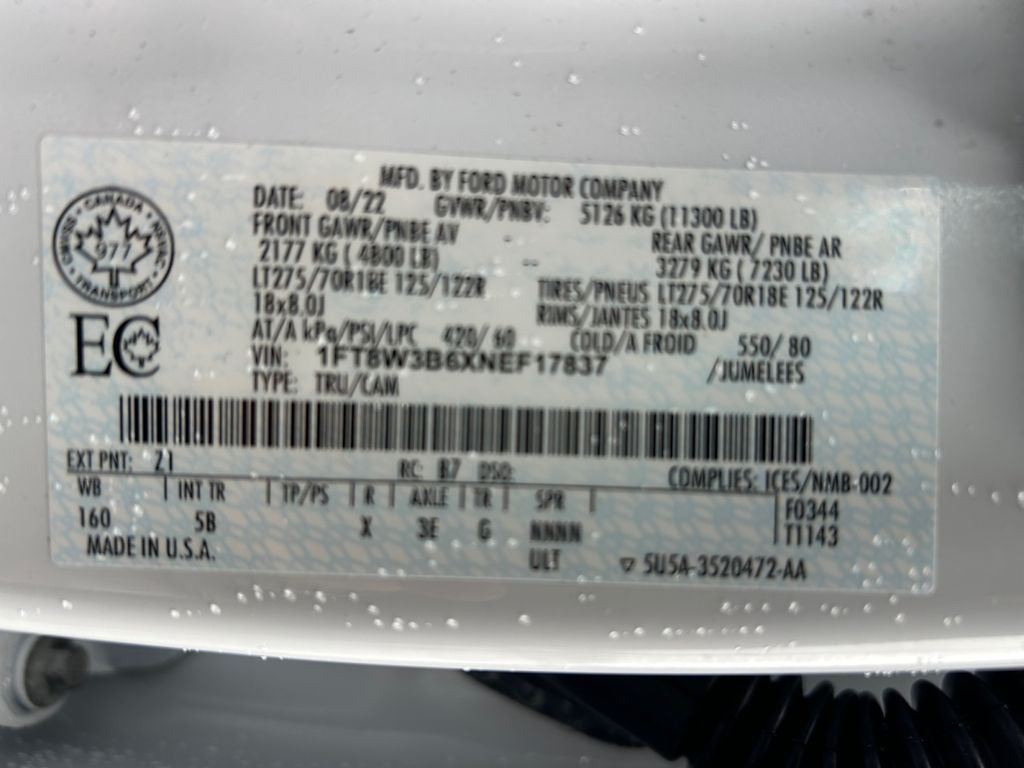 MFD. BY FORD MOTOR COMPANY
DATE: 08/22 GVWR/PNBV: 5126 KG (11300 LB)
FRONT GAWR/PNBE AV REAR GAWR/ PNBE AR
2177 KG ( 4800 LB) 3279 KG ( 7230 LB)
LT275/70R18E 125/122R TIRES/PNEUS LT275/70R18E 125/122R
18x8.0J RIMS/JANTES 18x8.0J
AT/A kPa/PSI/LPC 420/ 60 COLD/A FROID 550/ 80
VIN: 1FT8W3B6XNEF17837 /JUMELEES
TYPE: TRU/CAM
CANADA
977
TRANSPORT
EC
EXT PNT: Z1 RC: B7 DSO: COMPLIES: ICES/NMB-002
WB INT TR TP/PS R AXLE TR SPR F0344
160 5B X 3E G NNNN T1143
MADE IN U.S.A. ULT ▽ 5U5A-3520472-AA